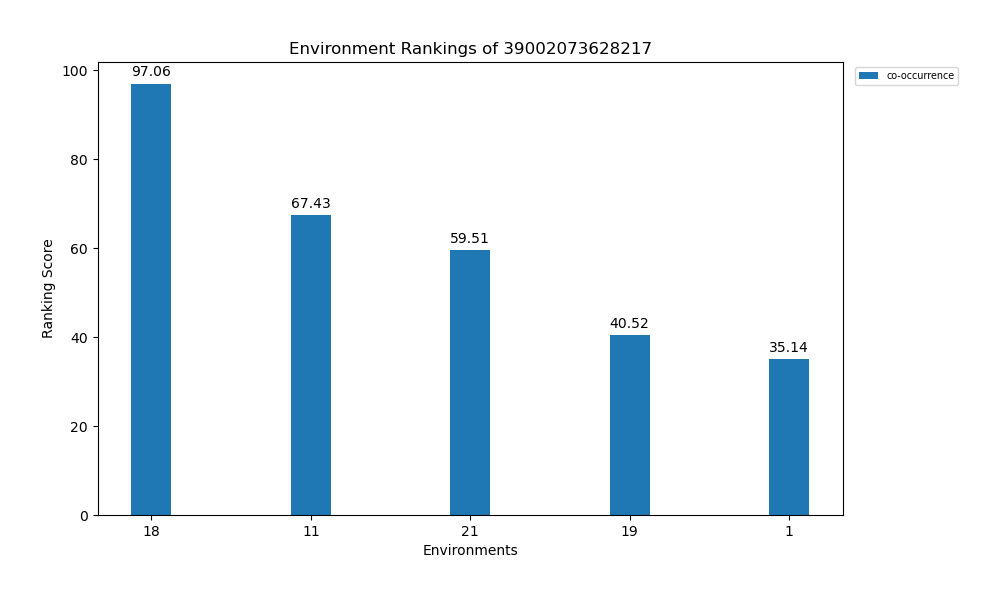 Environment Rankings of 39002073628217
co-occurrence
Ranking Score
100
80
60
40
20
0
97.06
67.43
59.51
40.52
35.14
18 11 21 19 1
Environments